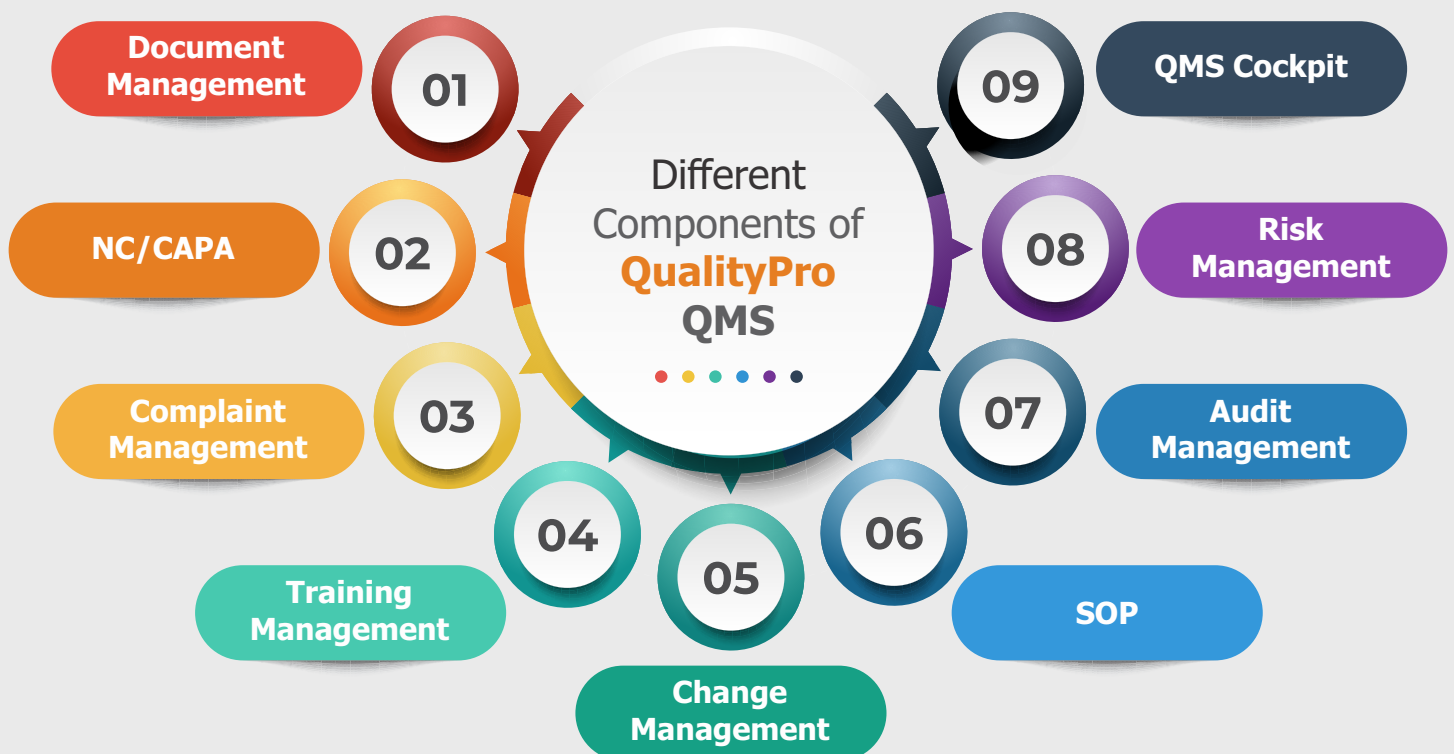 Different
Components of
QualityPro
QMS
01
Document
Management
02
NC/CAPA
03
Complaint
Management
04
Training
Management
05
Change
Management
06
SOP
07
Audit
Management
08
Risk
Management
09
QMS Cockpit